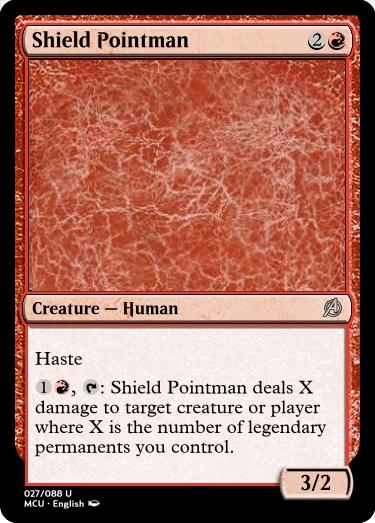 Shield Pointman 2
Creature — Human
Haste
1, : Shield Pointman deals X
damage to target creature or player
where X is the number of legendary
permanents you control.
3/2
027/088 U
MCU • English